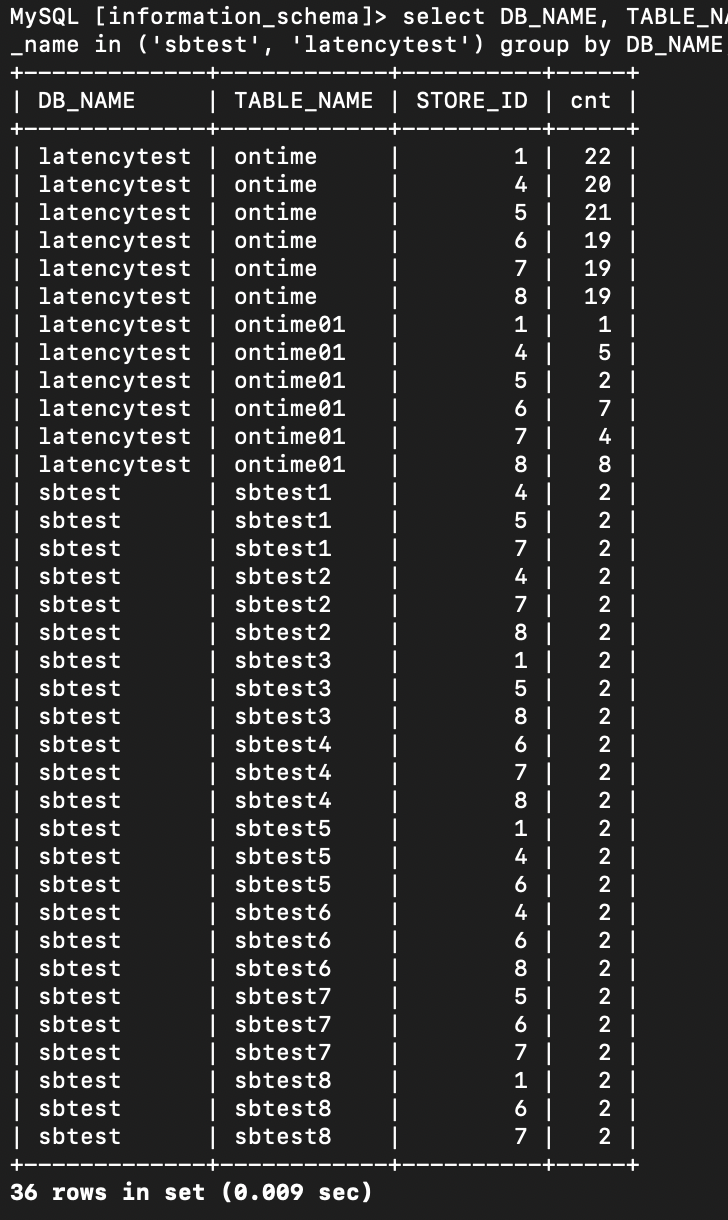 MySQL [information_schema]> select DB_NAME, TABLE_NA
_name in ('sbtest', 'latencytest') group by DB_NAME
+-------------+------------+----------+-----+
| DB_NAME | TABLE_NAME | STORE_ID | cnt |
+-------------+------------+----------+-----+
| latencytest | ontime | 1 | 22 |
| latencytest | ontime | 4 | 20 |
| latencytest | ontime | 5 | 21 |
| latencytest | ontime | 6 | 19 |
| latencytest | ontime | 7 | 19 |
| latencytest | ontime | 8 | 19 |
| latencytest | ontime01 | 1 | 1 |
| latencytest | ontime01 | 4 | 5 |
| latencytest | ontime01 | 5 | 2 |
| latencytest | ontime01 | 6 | 7 |
| latencytest | ontime01 | 7 | 4 |
| latencytest | ontime01 | 8 | 8 |
| sbtest | sbtest1 | 4 | 2 |
| sbtest | sbtest1 | 5 | 2 |
| sbtest | sbtest1 | 7 | 2 |
| sbtest | sbtest2 | 4 | 2 |
| sbtest | sbtest2 | 7 | 2 |
| sbtest | sbtest2 | 8 | 2 |
| sbtest | sbtest3 | 1 | 2 |
| sbtest | sbtest3 | 5 | 2 |
| sbtest | sbtest3 | 8 | 2 |
| sbtest | sbtest4 | 6 | 2 |
| sbtest | sbtest4 | 7 | 2 |
| sbtest | sbtest4 | 8 | 2 |
| sbtest | sbtest5 | 1 | 2 |
| sbtest | sbtest5 | 4 | 2 |
| sbtest | sbtest5 | 6 | 2 |
| sbtest | sbtest6 | 4 | 2 |
| sbtest | sbtest6 | 6 | 2 |
| sbtest | sbtest6 | 8 | 2 |
| sbtest | sbtest7 | 5 | 2 |
| sbtest | sbtest7 | 6 | 2 |
| sbtest | sbtest7 | 7 | 2 |
| sbtest | sbtest8 | 1 | 2 |
| sbtest | sbtest8 | 6 | 2 |
| sbtest | sbtest8 | 7 | 2 |
+-------------+------------+----------+-----+
36 rows in set (0.009 sec)